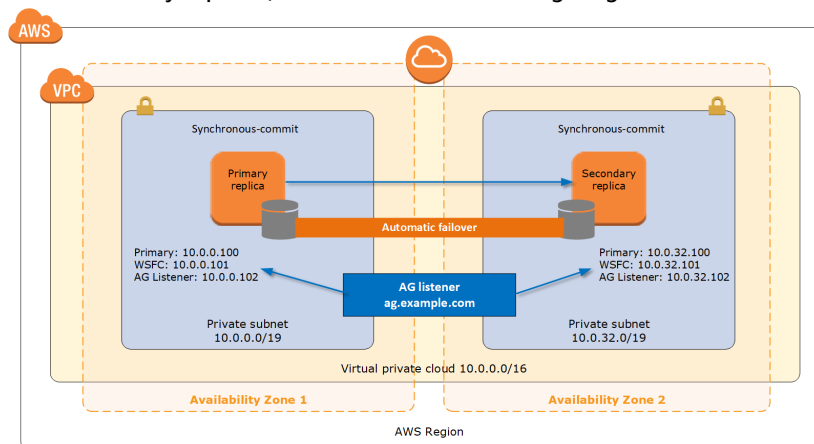 AWS
VPC
Synchronous-commit
Synchronous-commit
Primary
replica
Secondary
replica
Automatic failover
Primary: 10.0.0.100
WSFC: 10.0.0.101
AG Listener: 10.0.0.102
Primary: 10.0.32.100
WSFC: 10.0.32.101
AG Listener: 10.0.32.102
AG listener
ag.example.com
Private subnet
10.0.0.0/19
Private subnet
10.0.32.0/19
Virtual private cloud 10.0.0.0/16
Availability Zone 1
Availability Zone 2
AWS Region